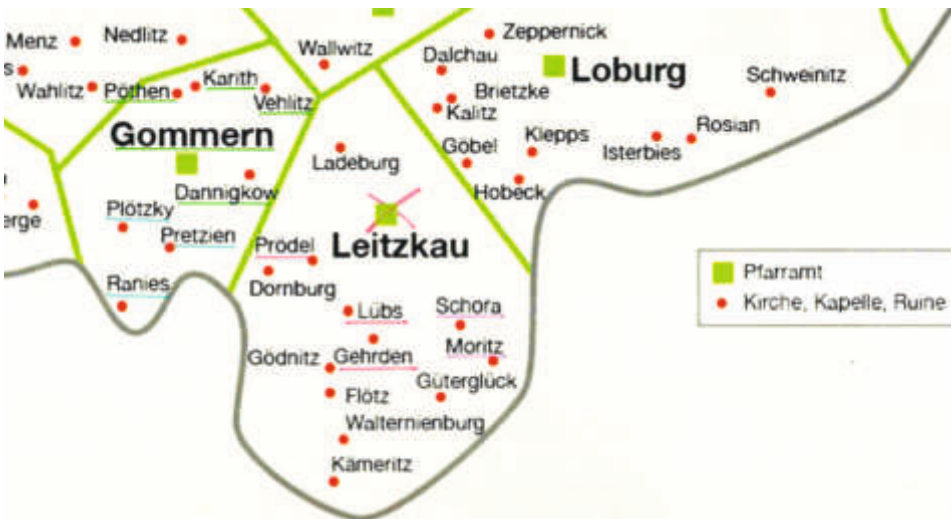 Zeppernick
Menz
Nedlitz
Wallwitz
Dalchau
Loburg
Schweinitz
s
Wahlitz
Pöthen
Karith
Vehlitz
Brietzke
Kalitz
Gommern
Ladeburg
Göbel
Klepps
Isterbies
Rosian
Dannigkow
Hobeck
erge
Plötzky
Pretzien
Prödel
Leitzkau
Ranies
Dornburg
Lübs
Schora
Pfarramt
Kirche, Kapelle, Ruine
Gödnitz
Gehrden
Moritz
Güterglück
Flötz
Walternienburg
Kämeritz